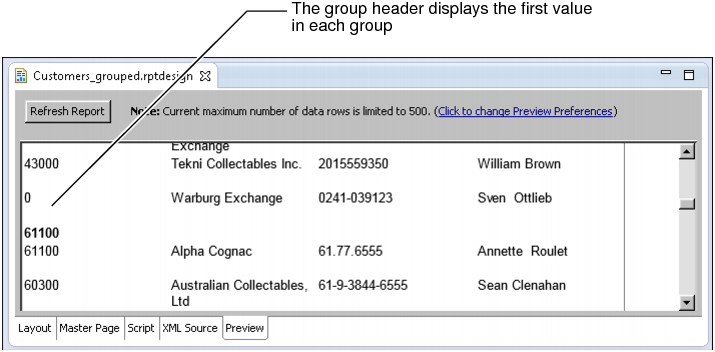 The group header displays the first value
in each group
Customers_grouped.rptdesign
Refresh Report Note: Current maximum number of data rows is limited to 500. (Click to change Preview Preferences)
Exchange
43000 Tekni Collectables Inc. 2015559350 William Brown
0 Warburg Exchange 0241-039123 Sven Ottlieb
61100
61100 Alpha Cognac 61.77.6555 Annette Roulet
60300 Australian Collectables, 61-9-3844-6555 Sean Clenahan
Ltd
Layout Master Page Script XML Source Preview